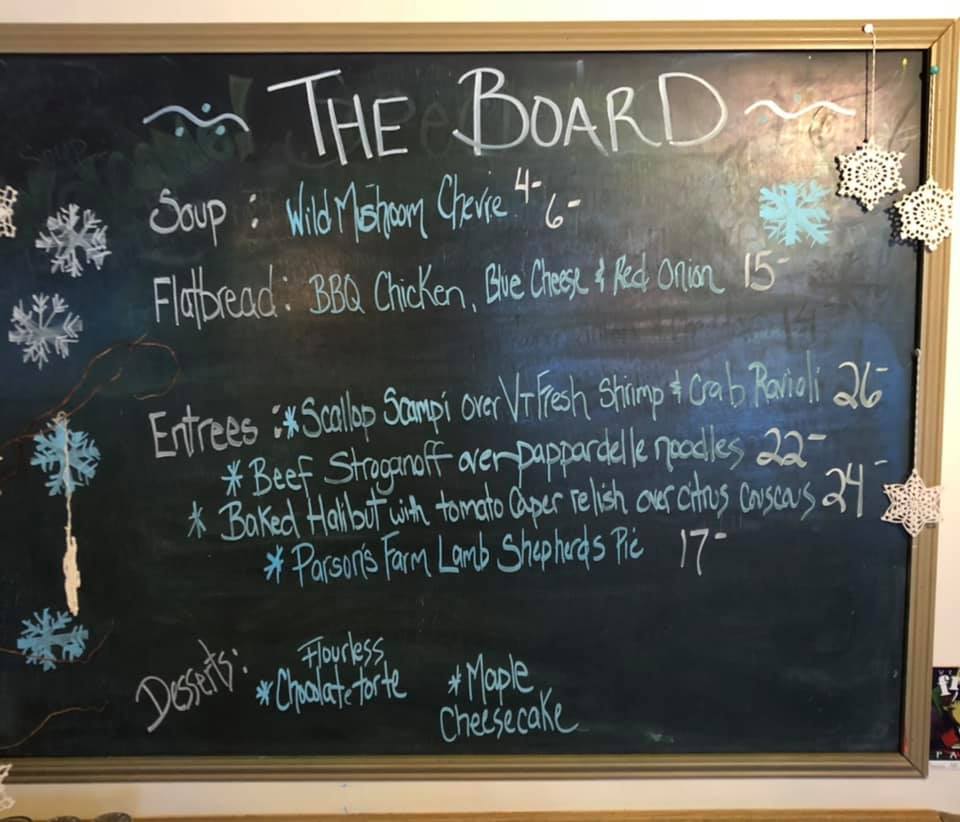 THE BOARD
Soup : Wild Mushroom Chevre 4- 6-
Flatbread : BBQ Chicken, Blue Cheese & Red Onion 15-
Entrees : * Scallop Scampi over VT Fresh Shrimp & Crab Ravioli 26-
* Beef Stroganoff over pappardelle noodles 22-
* Baked Halibut with tomato Caper relish over citrus couscous 24-
* Parson's Farm Lamb Shepherds Pie 17-
Desserts: * Flourless Chocolate torte
* Maple Cheesecake